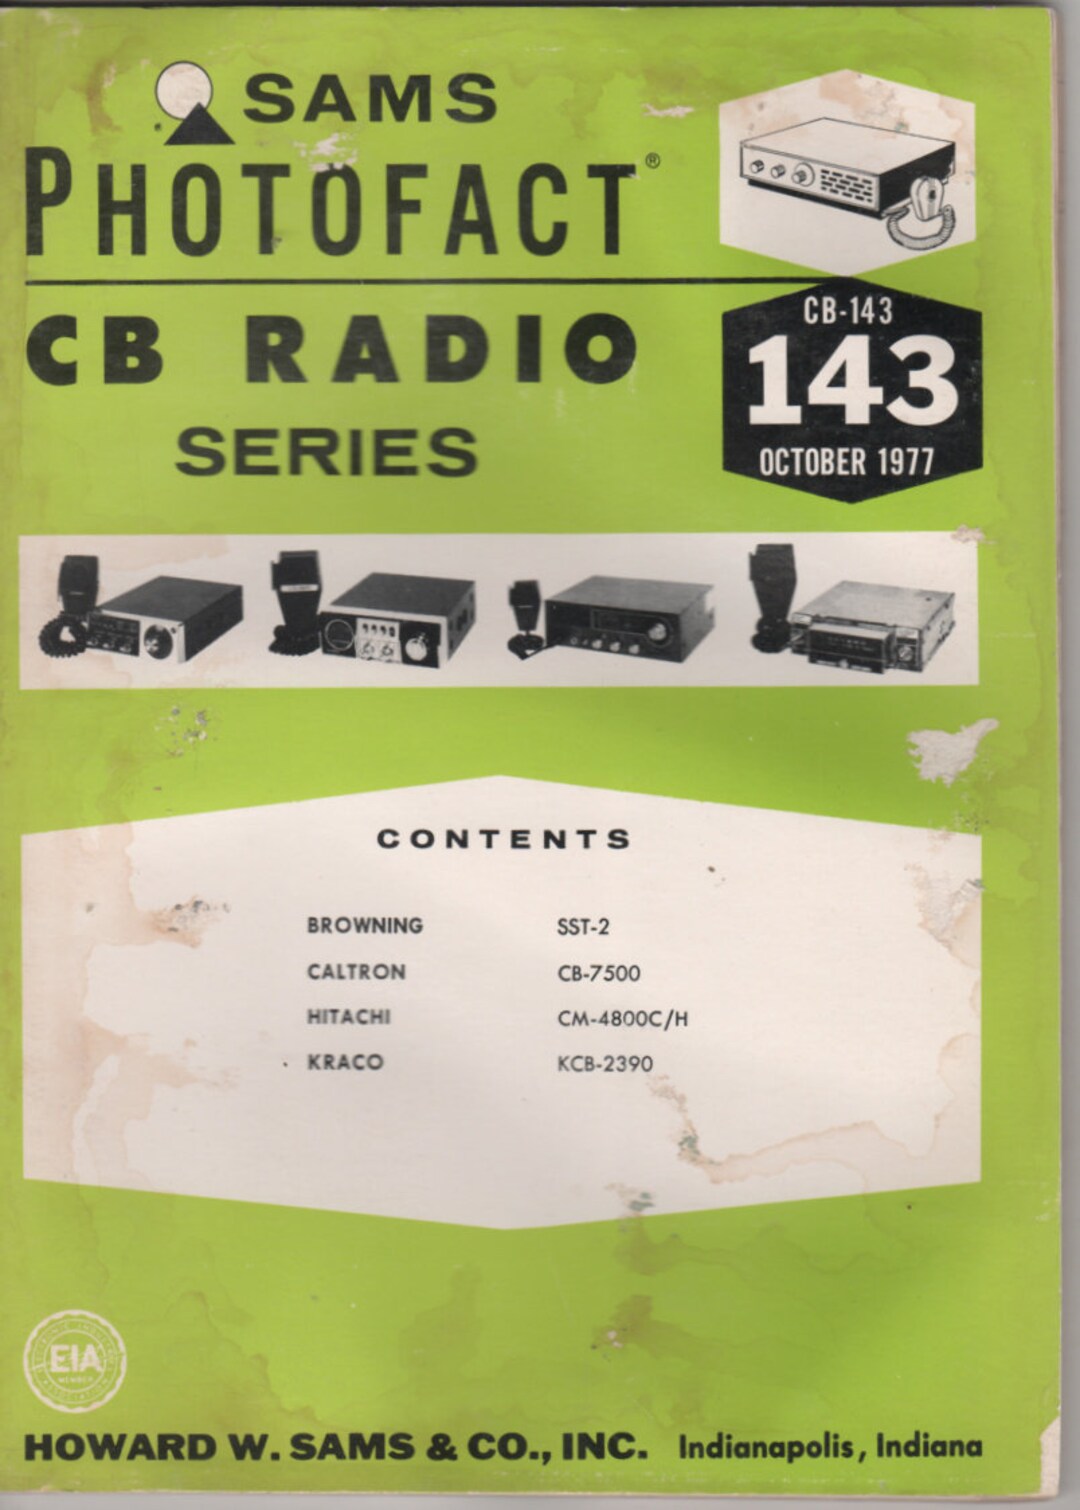 SAMS
PHOTOFACT®
CB RADIO
SERIES
CB-143
143
OCTOBER 1977
CONTENTS
BROWNING SST-2
CALTRON CB-7500
HITACHI CM-4800C/H
KRACO KCB-2390
EIA
MEMBER
HOWARD W. SAMS & CO., INC. Indianapolis, Indiana